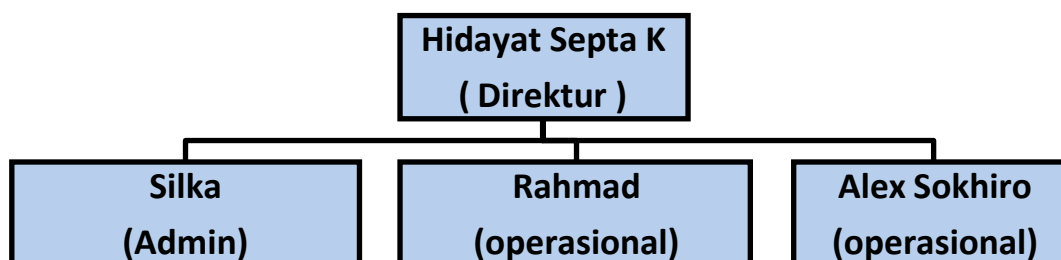 Hidayat Septa K
( Direktur )
Silka
(Admin)
Rahmad
(operasional)
Alex Sokhiro
(operasional)